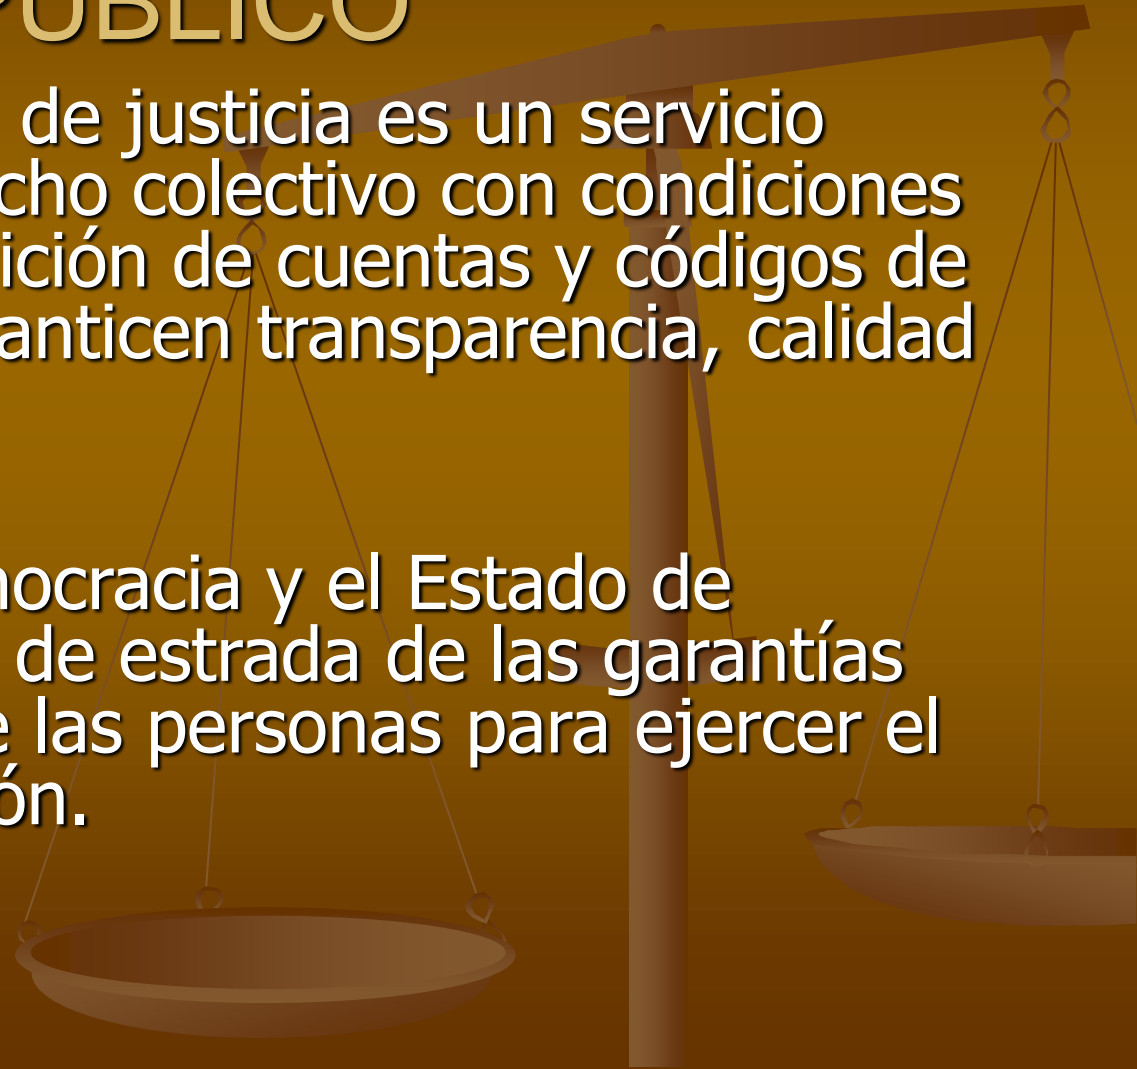 PÚBLICO
de justicia es un servicio
cho colectivo con condiciones
ición de cuentas y códigos de
anticen transparencia, calidad
nocracia y el Estado de
de estrada de las garantías
e las personas para ejercer el
ón.